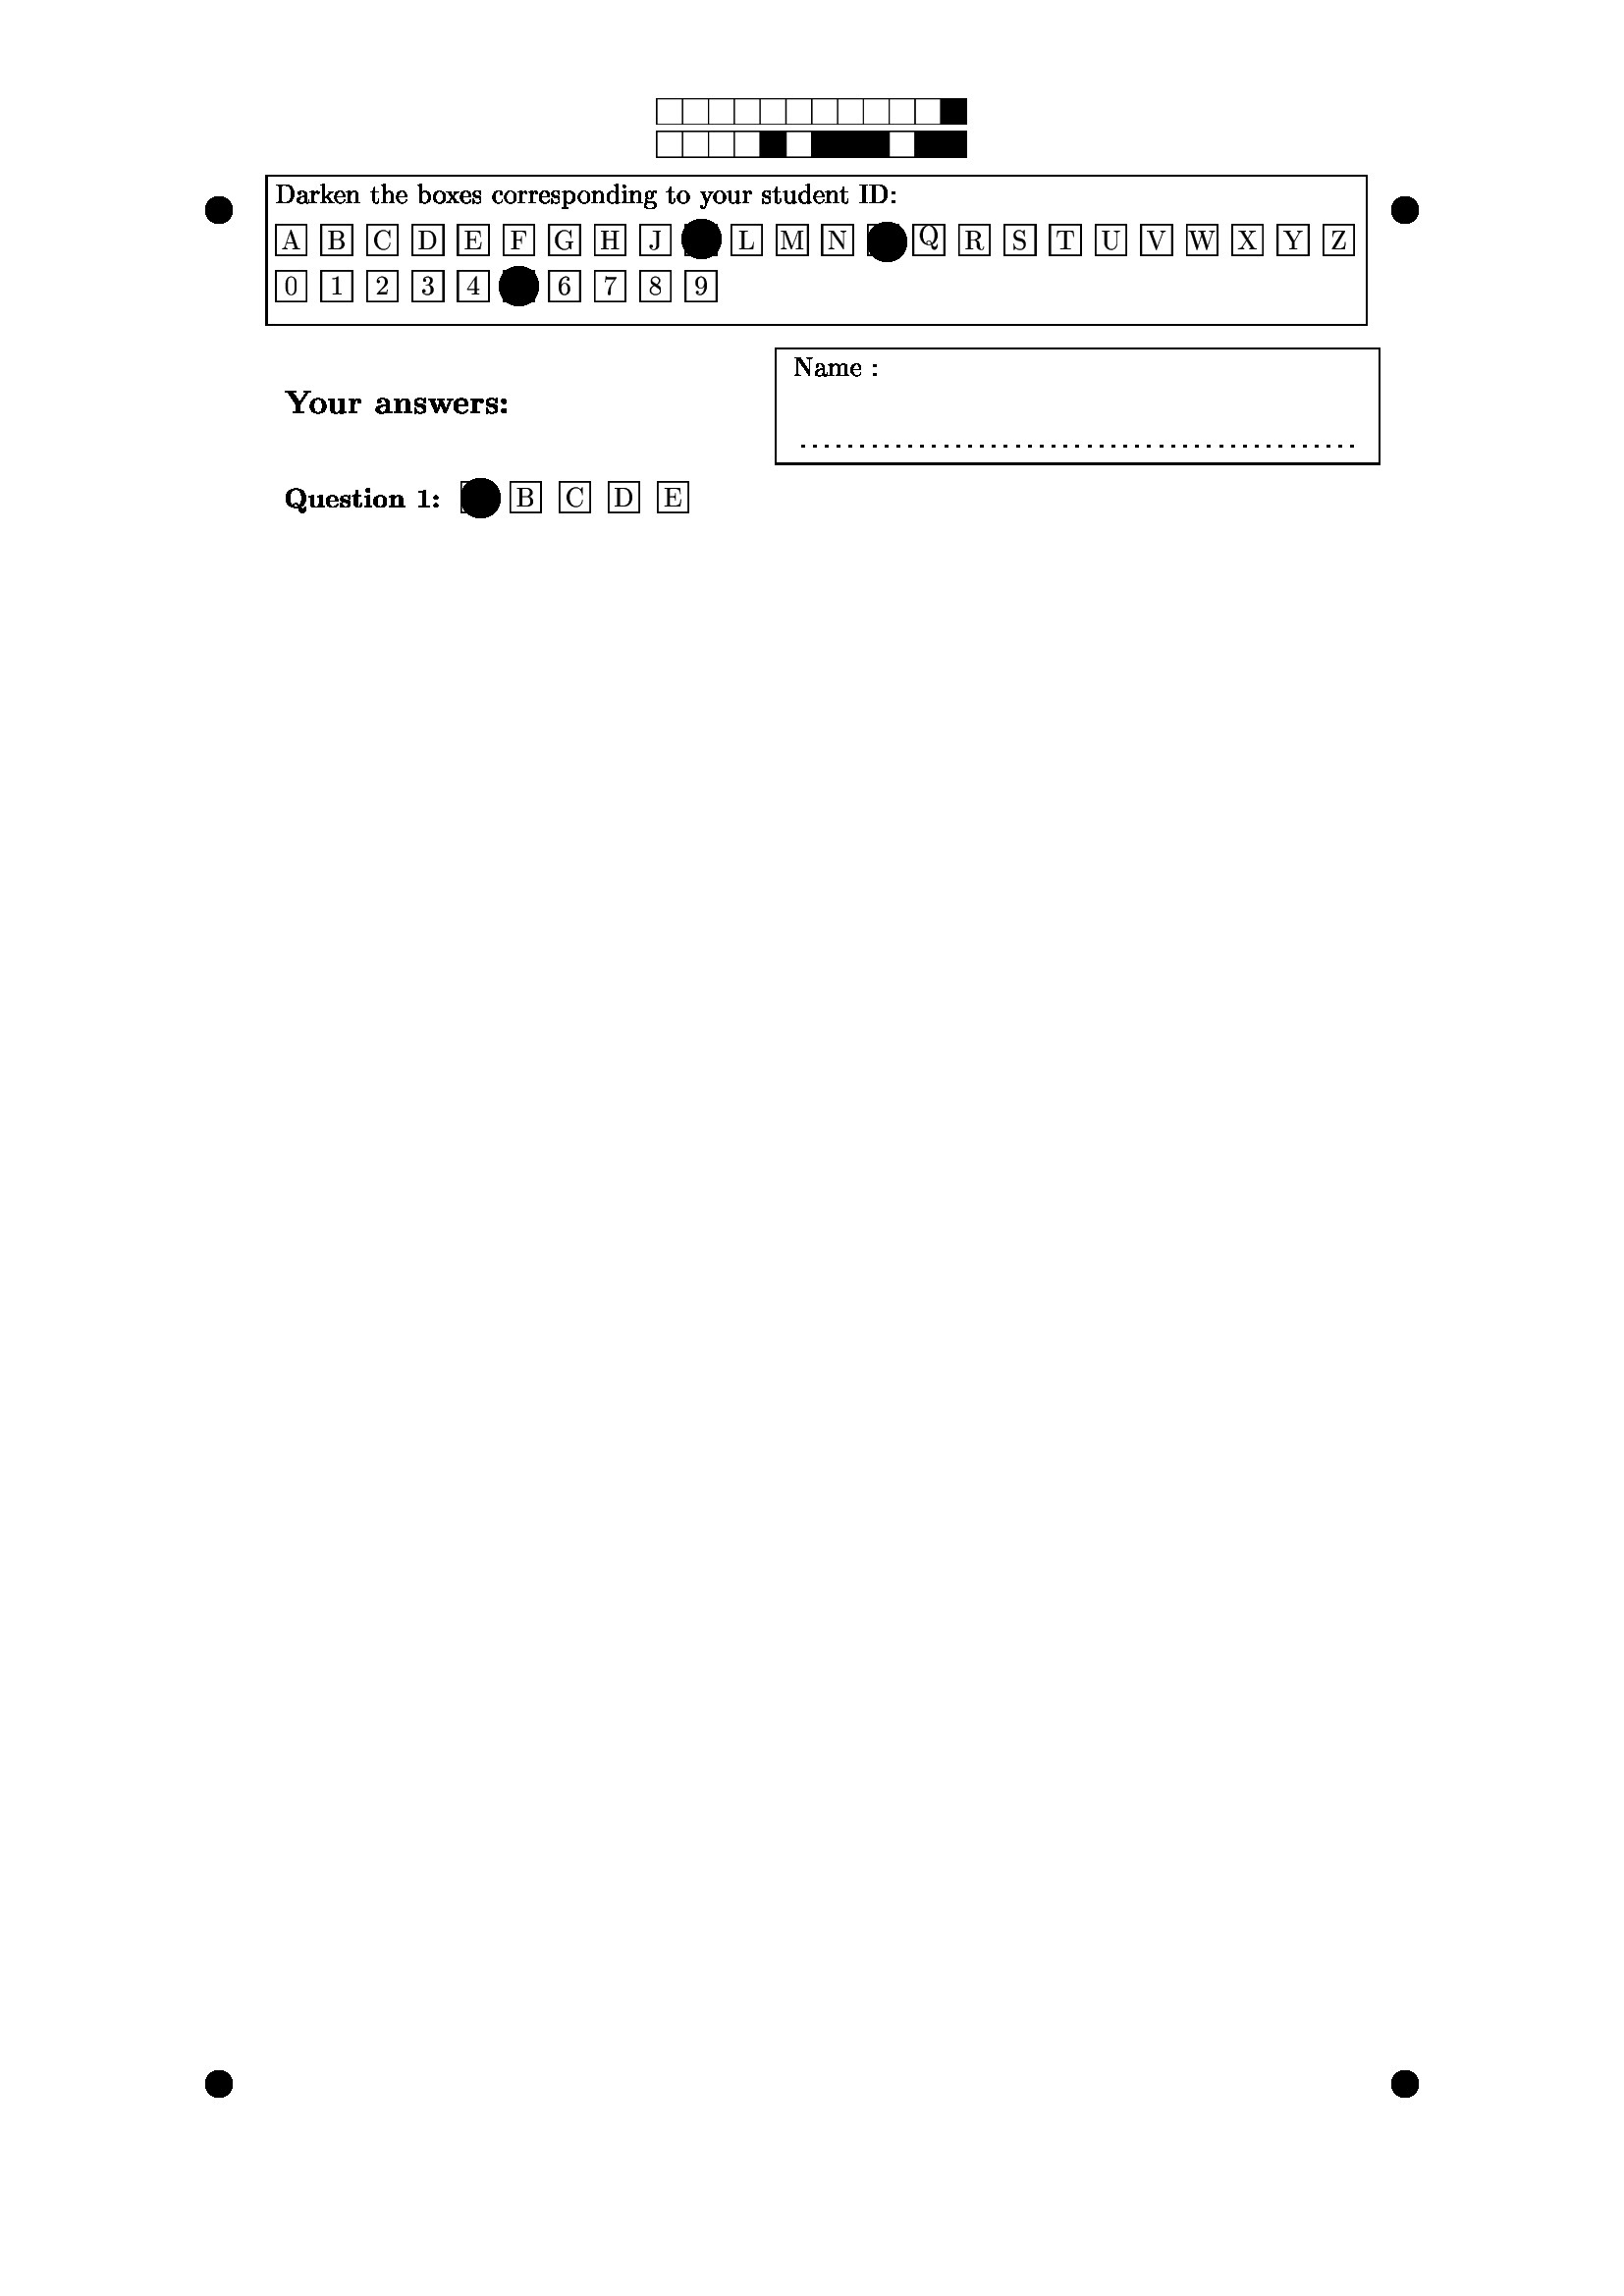 Darken the boxes corresponding to your student ID:
A B C D E F G H J L M N Q R S T U V W X Y Z
0 1 2 3 4 6 7 8 9
Name :
Your answers:
Question 1: B C D E